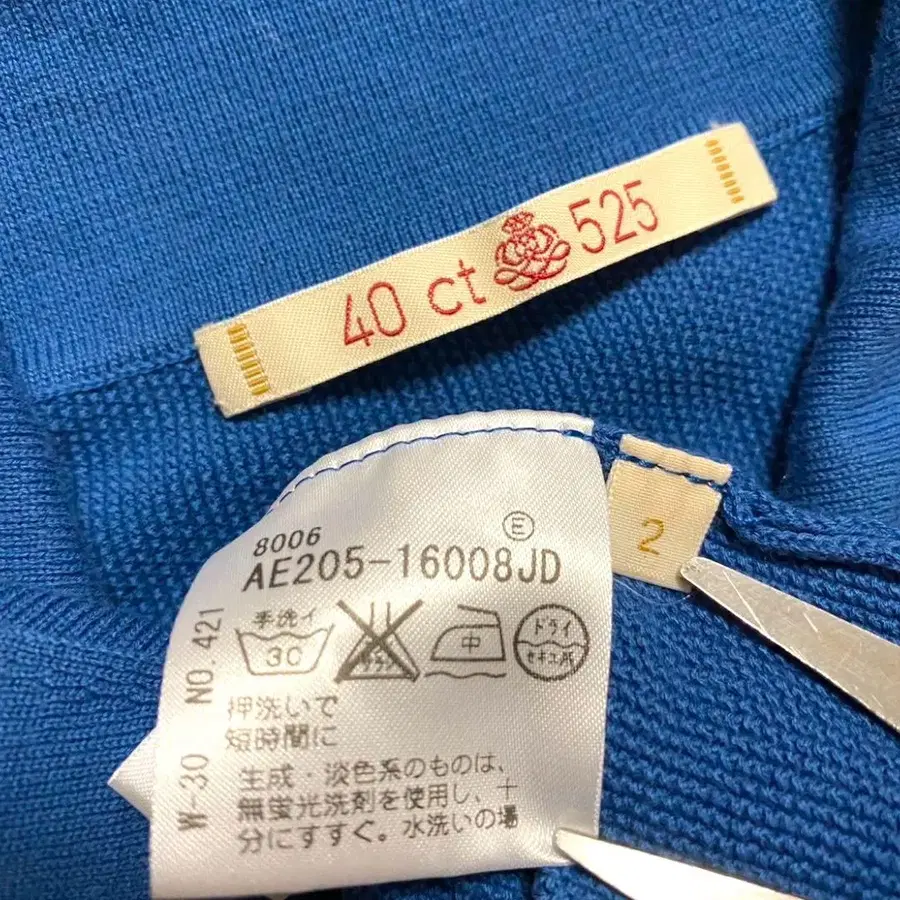 40 ct 525
2
E
8006
AE205-16008JD
W-30 NO.421
手洗イ
30
中
ドライ
セキユ系
押洗いで
短時間に
生成・淡色系のものは、
無蛍光洗剤を使用し、十
分にすすぐ。水洗いの場